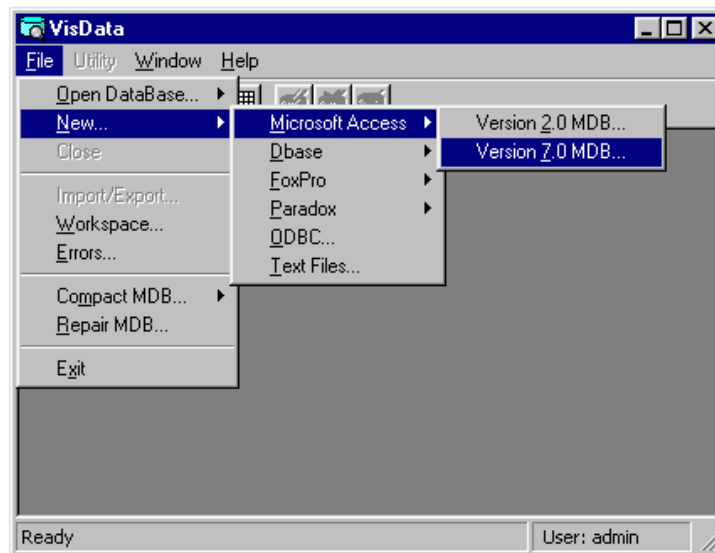 VisData
File Utility Window Help
Open DataBase...
New...
Close
Import/Export...
Workspace...
Errors...
Compact MDB...
Repair MDB...
Exit
Microsoft Access
Dbase
FoxPro
Paradox
ODBC...
Text Files...
Version 2.0 MDB...
Version 7.0 MDB...
Ready User: admin